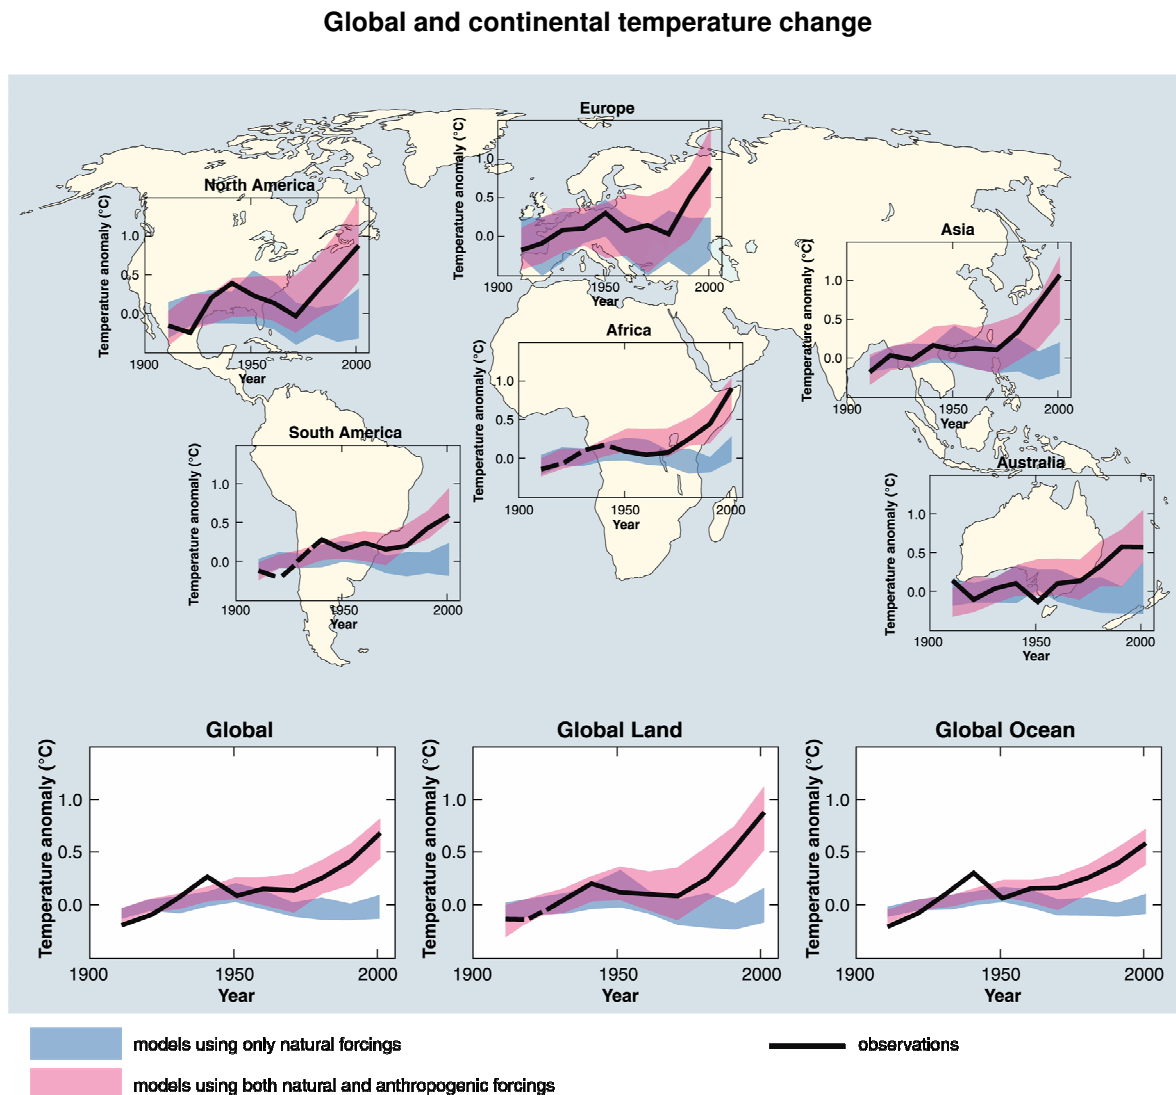 Global and continental temperature change
Europe
Temperature anomaly (°C)
1.0
0.5
0.0
1900
1950
2000
Year
North America
Temperature anomaly (°C)
1.0
0.5
0.0
1900
1950
2000
Year
Asia
Temperature anomaly (°C)
1.0
0.5
0.0
1900
1950
2000
Year
Africa
Temperature anomaly (°C)
1.0
0.5
0.0
1900
1950
2000
Year
South America
Temperature anomaly (°C)
1.0
0.5
0.0
1900
1950
2000
Year
Australia
Temperature anomaly (°C)
1.0
0.5
0.0
1900
1950
2000
Year
Global
Temperature anomaly (°C)
1.0
0.5
0.0
1900
1950
2000
Year
Global Land
Temperature anomaly (°C)
1.0
0.5
0.0
1900
1950
2000
Year
Global Ocean
Temperature anomaly (°C)
1.0
0.5
0.0
1900
1950
2000
Year
models using only natural forcings
observations
models using both natural and anthropogenic forcings